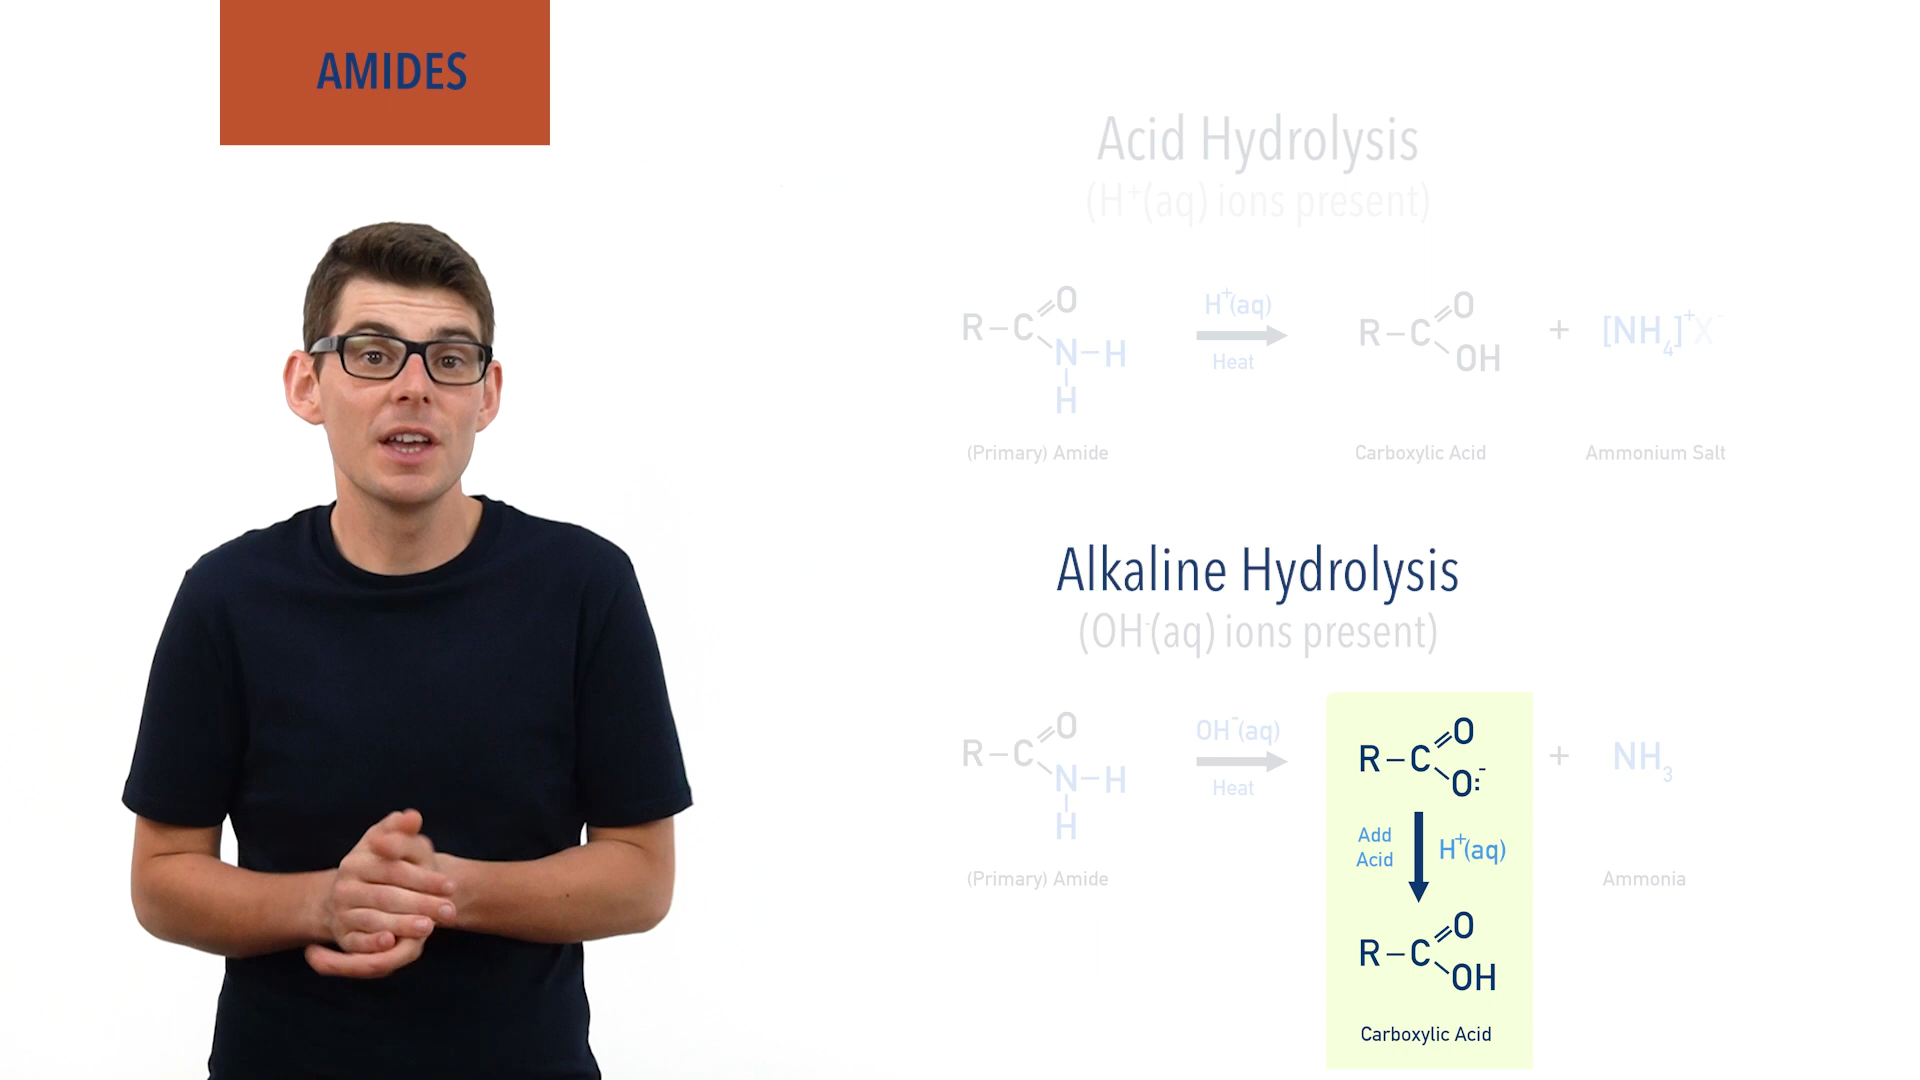 AMIDES
Acid Hydrolysis
(H⁺(aq) ions present)
R–C
O
N–H
H
H⁺(aq)
Heat
R–C
O
OH
+
[NH₄]⁺X⁻
(Primary) Amide
Carboxylic Acid
Ammonium Salt
Alkaline Hydrolysis
(OH⁻(aq) ions present)
R–C
O
N–H
H
OH⁻(aq)
Heat
R–C
O
O:⁻
+
NH₃
Add
Acid
H⁺(aq)
(Primary) Amide
Ammonia
R–C
O
OH
Carboxylic Acid